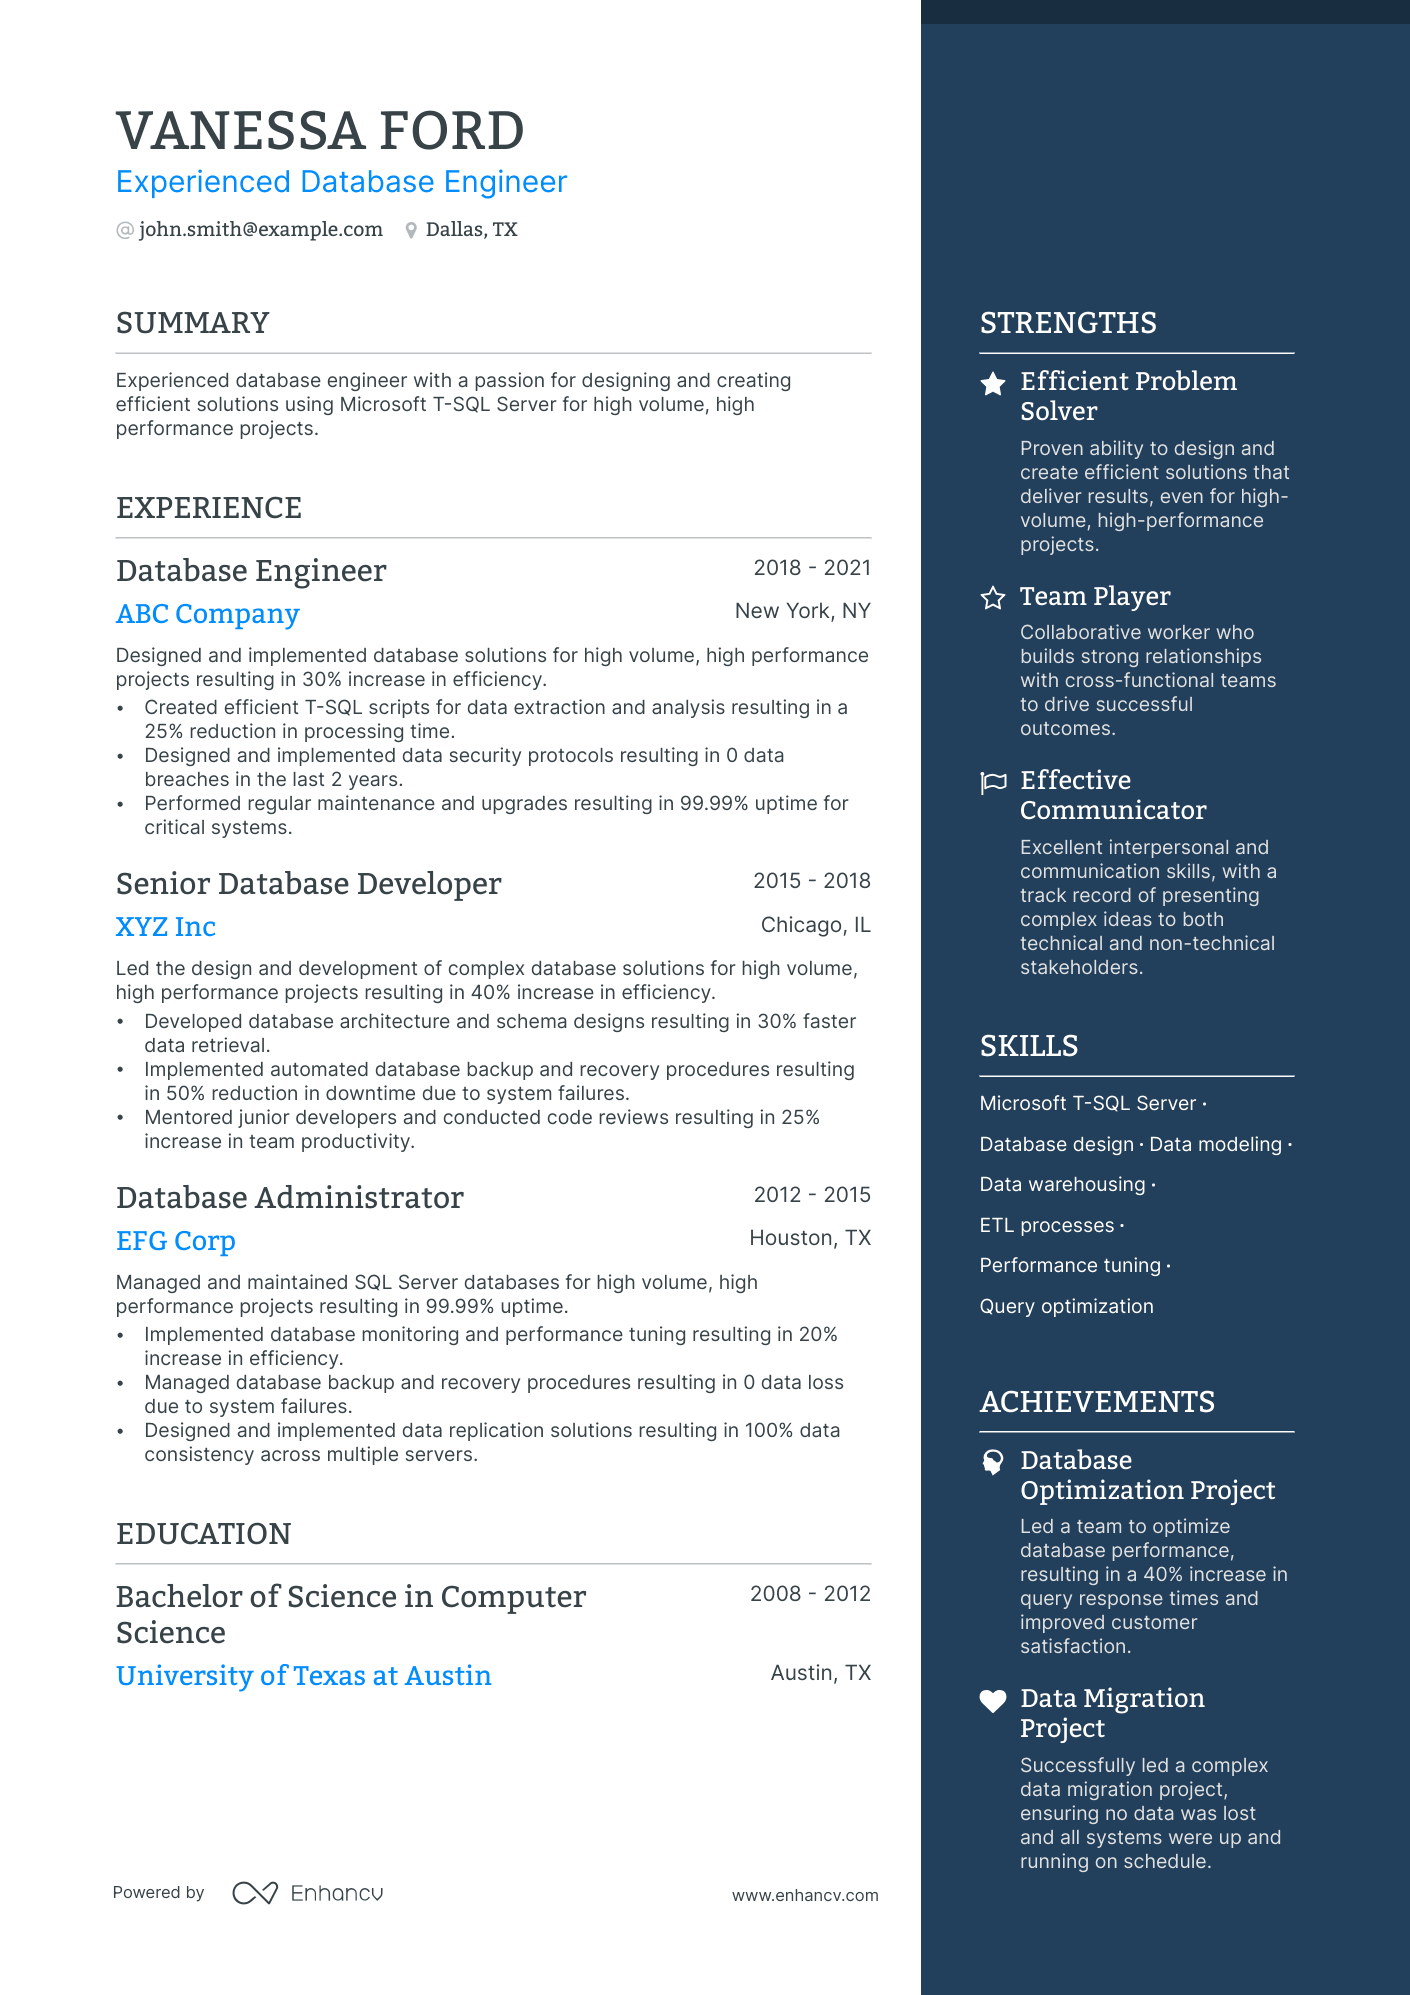 VANESSA FORD
Experienced Database Engineer
@ john.smith@example.com Dallas, TX
SUMMARY
Experienced database engineer with a passion for designing and creating
efficient solutions using Microsoft T-SQL Server for high volume, high
performance projects.
EXPERIENCE
Database Engineer 2018 - 2021
ABC Company New York, NY
Designed and implemented database solutions for high volume, high performance
projects resulting in 30% increase in efficiency.
• Created efficient T-SQL scripts for data extraction and analysis resulting in a
25% reduction in processing time.
• Designed and implemented data security protocols resulting in 0 data
breaches in the last 2 years.
• Performed regular maintenance and upgrades resulting in 99.99% uptime for
critical systems.
Senior Database Developer 2015 - 2018
XYZ Inc Chicago, IL
Led the design and development of complex database solutions for high volume,
high performance projects resulting in 40% increase in efficiency.
• Developed database architecture and schema designs resulting in 30% faster
data retrieval.
• Implemented automated database backup and recovery procedures resulting
in 50% reduction in downtime due to system failures.
• Mentored junior developers and conducted code reviews resulting in 25%
increase in team productivity.
Database Administrator 2012 - 2015
EFG Corp Houston, TX
Managed and maintained SQL Server databases for high volume, high
performance projects resulting in 99.99% uptime.
• Implemented database monitoring and performance tuning resulting in 20%
increase in efficiency.
• Managed database backup and recovery procedures resulting in 0 data loss
due to system failures.
• Designed and implemented data replication solutions resulting in 100% data
consistency across multiple servers.
EDUCATION
Bachelor of Science in Computer 2008 - 2012
Science
University of Texas at Austin Austin, TX
Powered by Enhancv www.enhancv.com
STRENGTHS
Efficient Problem
Solver
Proven ability to design and
create efficient solutions that
deliver results, even for high-
volume, high-performance
projects.
Team Player
Collaborative worker who
builds strong relationships
with cross-functional teams
to drive successful
outcomes.
Effective
Communicator
Excellent interpersonal and
communication skills, with a
track record of presenting
complex ideas to both
technical and non-technical
stakeholders.
SKILLS
Microsoft T-SQL Server ·
Database design · Data modeling ·
Data warehousing ·
ETL processes ·
Performance tuning ·
Query optimization
ACHIEVEMENTS
Database
Optimization Project
Led a team to optimize
database performance,
resulting in a 40% increase in
query response times and
improved customer
satisfaction.
Data Migration
Project
Successfully led a complex
data migration project,
ensuring no data was lost
and all systems were up and
running on schedule.